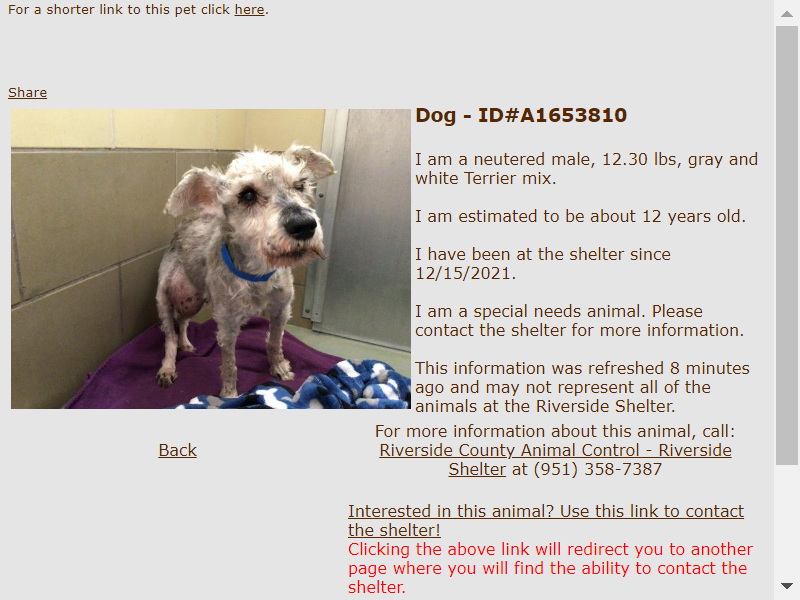 For a shorter link to this pet click here.
Share
Dog - ID#A1653810
I am a neutered male, 12.30 lbs, gray and
white Terrier mix.
I am estimated to be about 12 years old.
I have been at the shelter since
12/15/2021.
I am a special needs animal. Please
contact the shelter for more information.
This information was refreshed 8 minutes
ago and may not represent all of the
animals at the Riverside Shelter.
Back
For more information about this animal, call:
Riverside County Animal Control - Riverside
Shelter at (951) 358-7387
Interested in this animal? Use this link to contact
the shelter!
Clicking the above link will redirect you to another
page where you will find the ability to contact the
shelter.